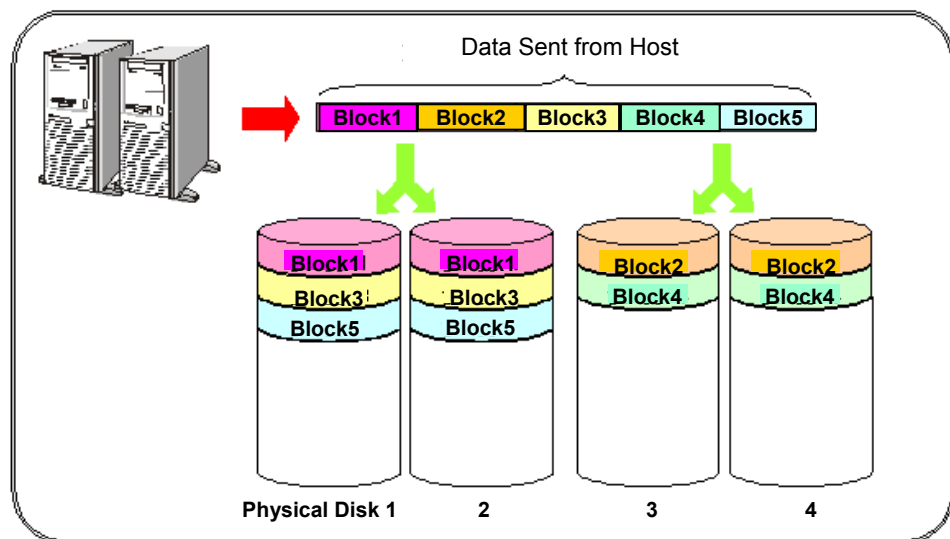 Data Sent from Host
Block1 Block2 Block3 Block4 Block5
Block1 Block1 Block2 Block2
Block3 Block3 Block4 Block4
Block5 Block5
Physical Disk 1 2 3 4